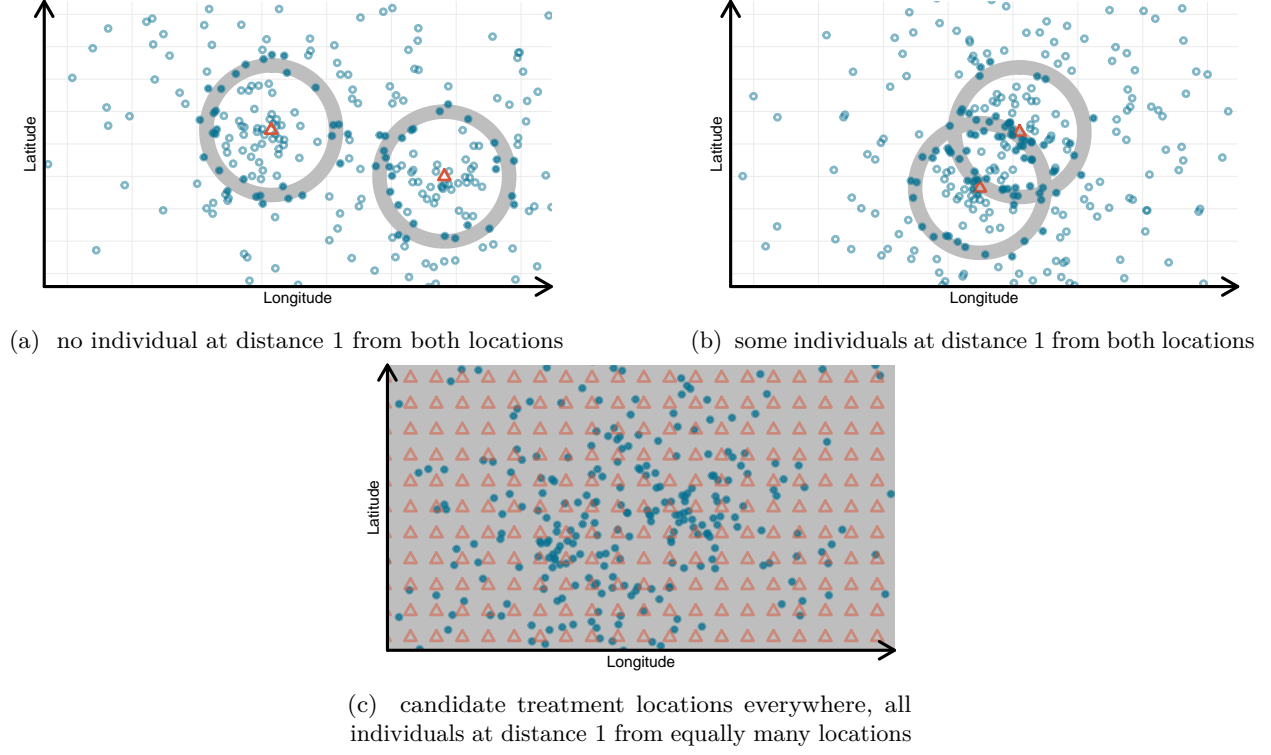 Latitude
Longitude
(a) no individual at distance 1 from both locations
Latitude
Longitude
(b) some individuals at distance 1 from both locations
Latitude
Longitude
(c) candidate treatment locations everywhere, all
individuals at distance 1 from equally many locations